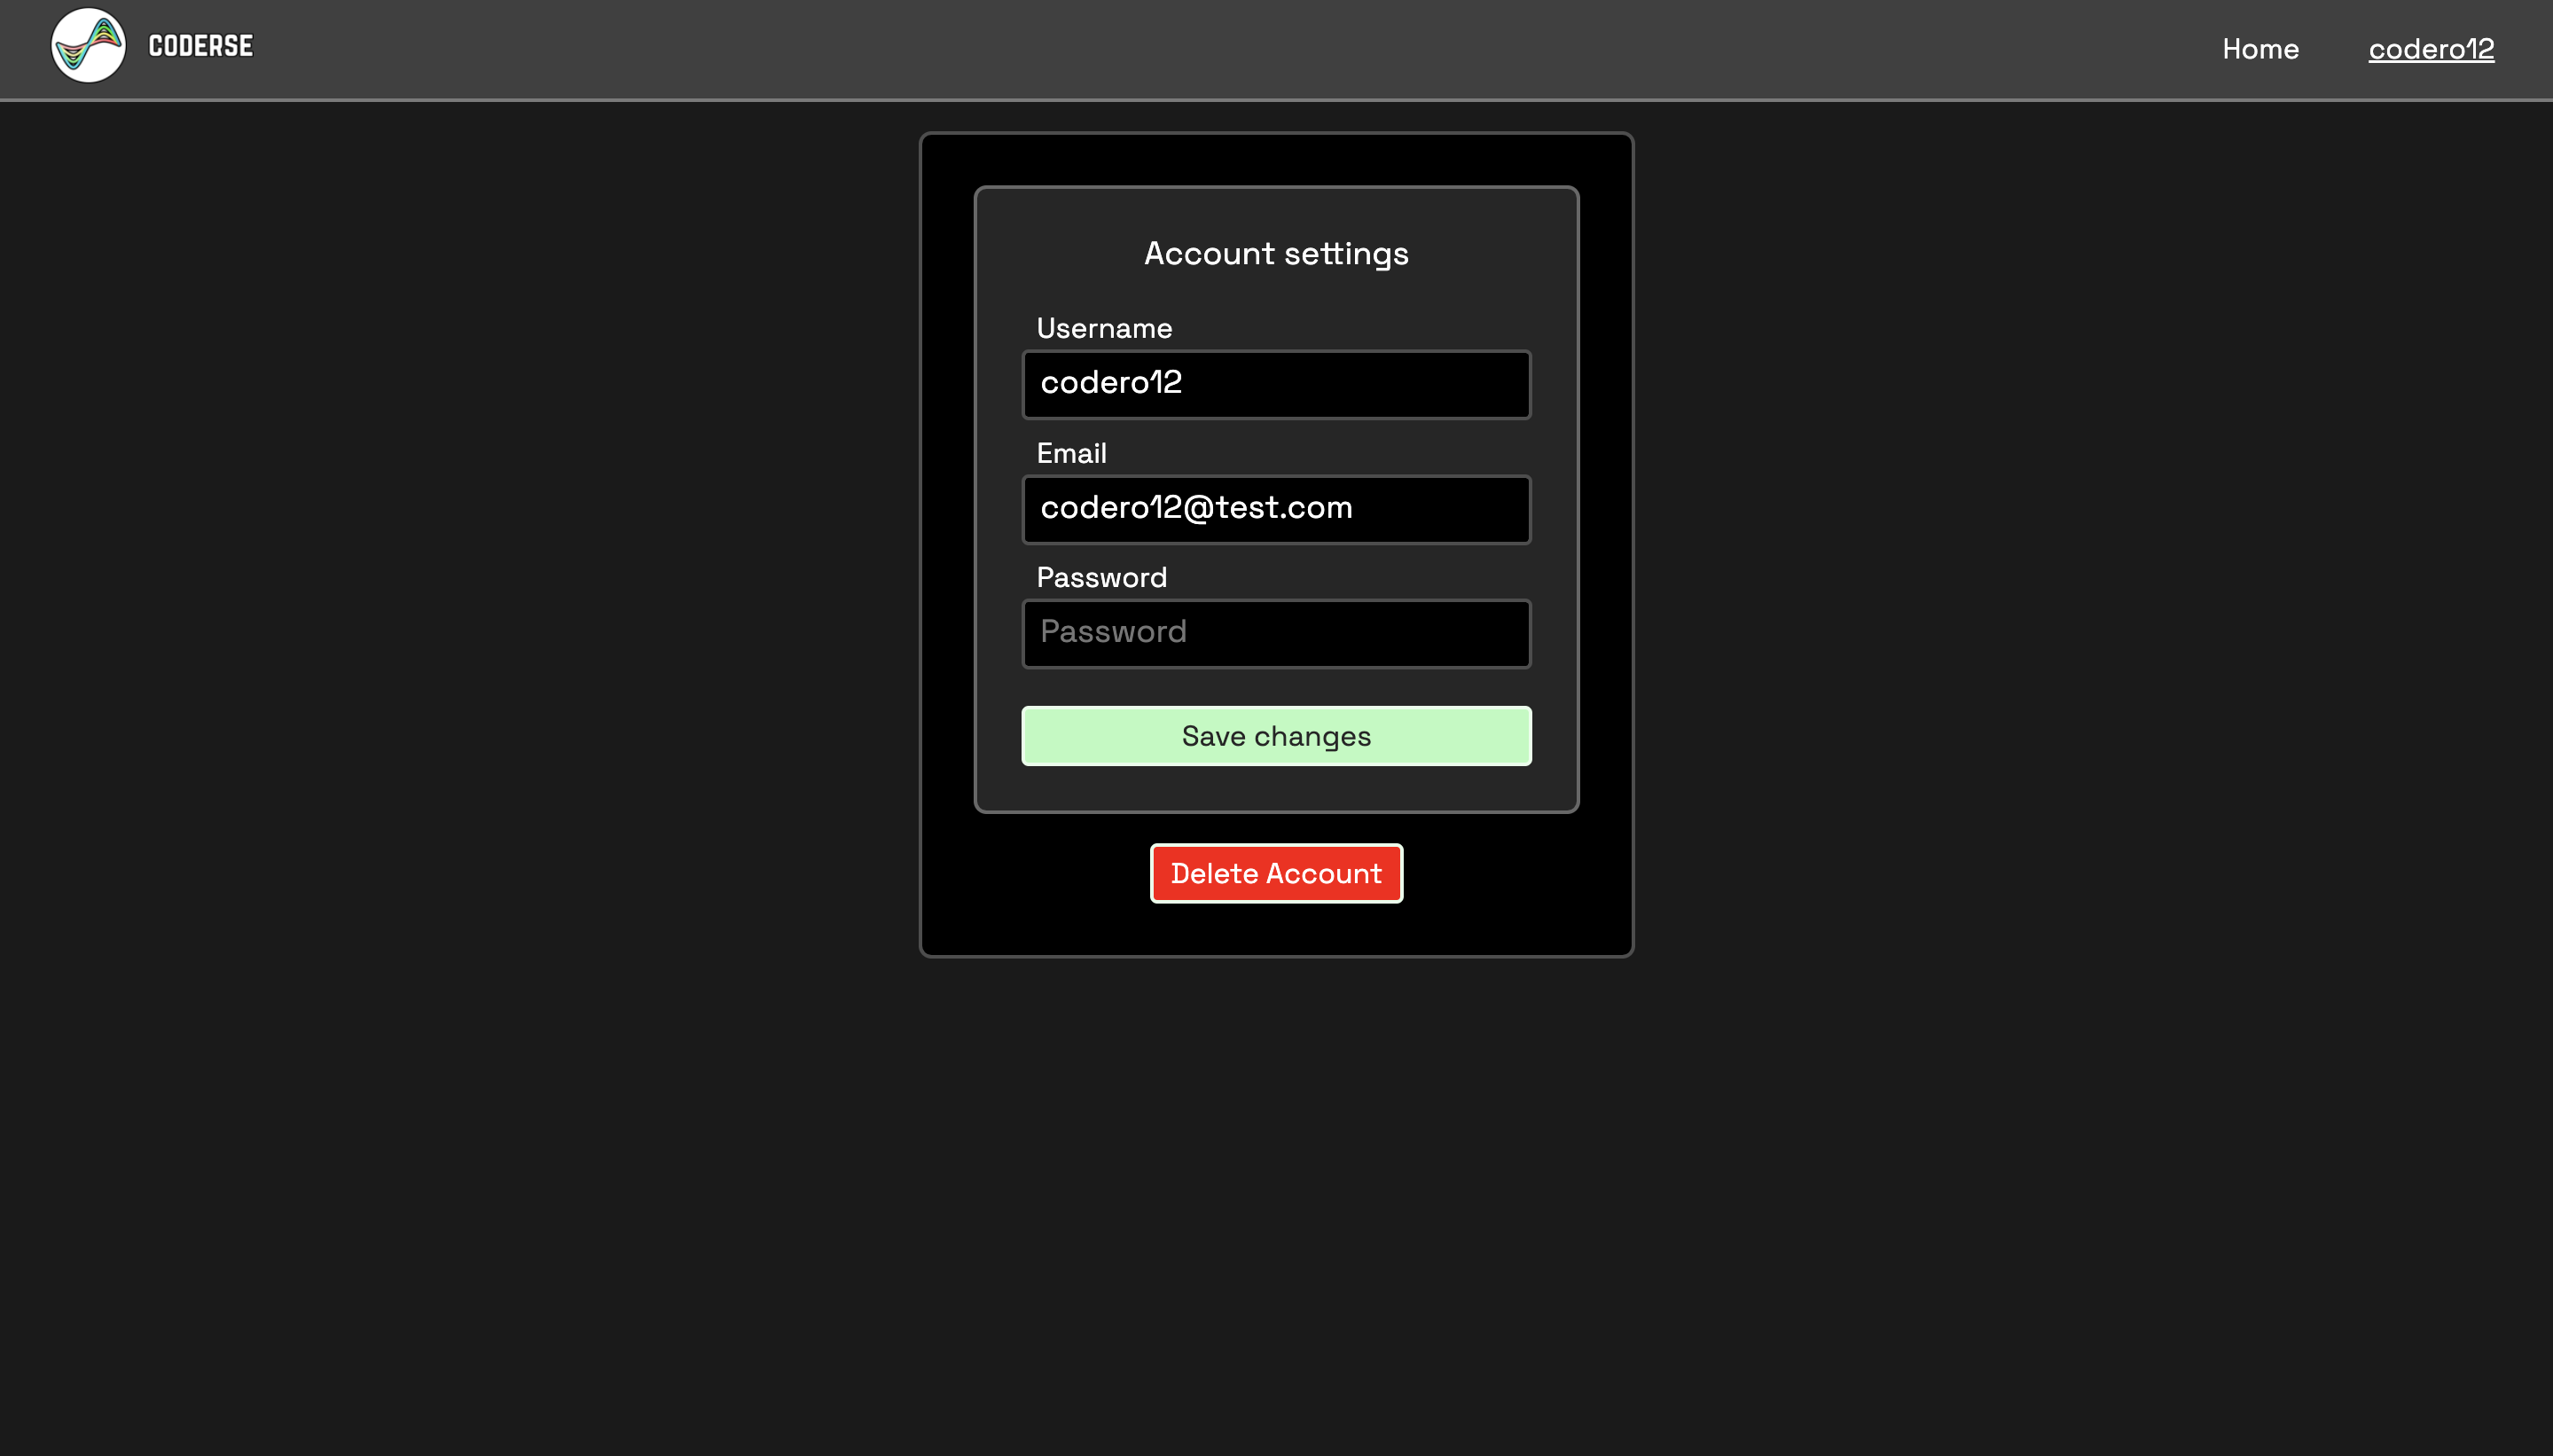 CODERSE
Home
codero12
Account settings
Username
codero12
Email
codero12@test.com
Password
Password
Save changes
Delete Account